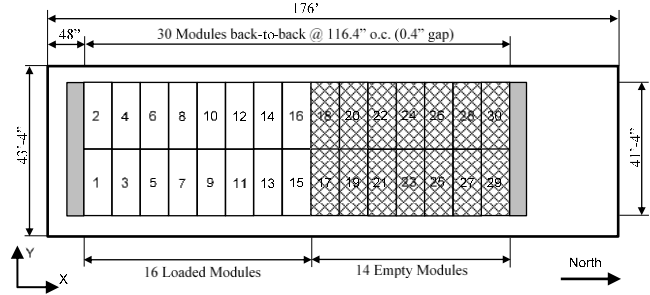 176'
48"
30 Modules back-to-back @ 116.4" o.c. (0.4" gap)
43'-4"
2 4 6 8 10 12 14 16 18 20 22 24 26 28 30
41'-4"
1 3 5 7 9 11 13 15 17 19 21 23 25 27 29
Y
X
16 Loaded Modules
14 Empty Modules
North